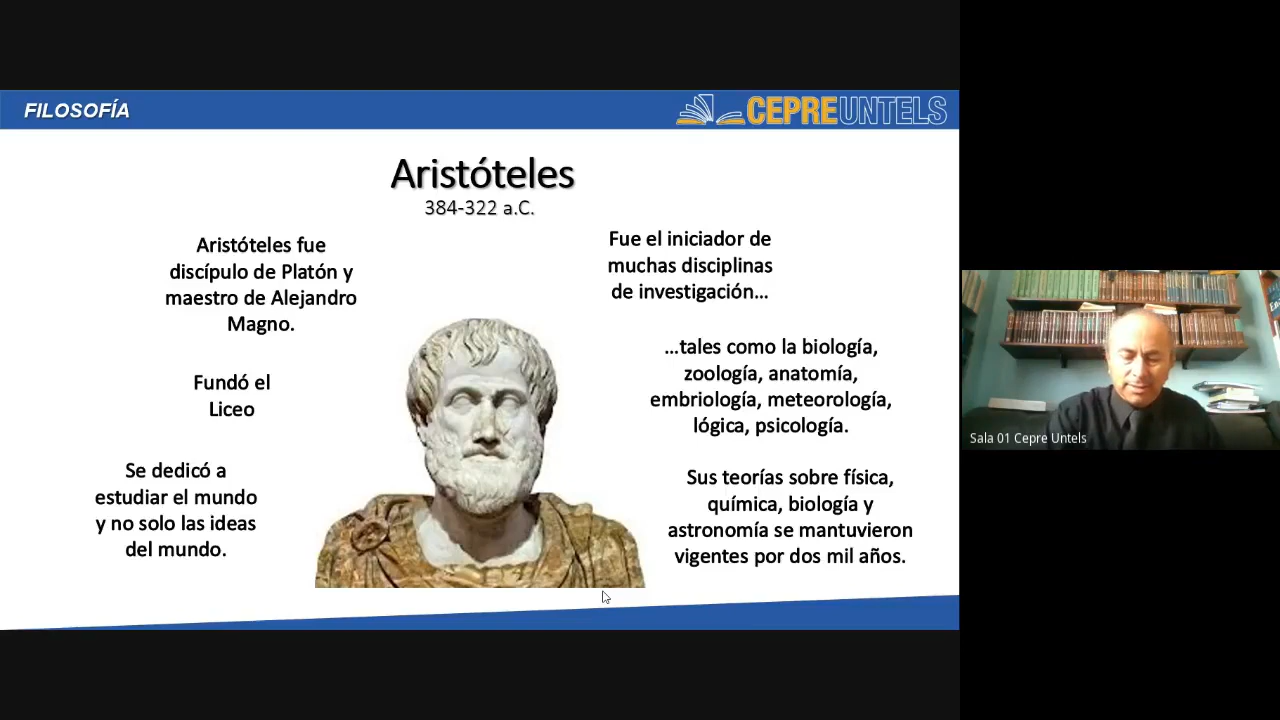 FILOSOFÍA
CEPREUNTELS
Aristóteles
384-322 a.C.
Aristóteles fue
discípulo de Platón y
maestro de Alejandro
Magno.
Fundó el
Liceo
Se dedicó a
estudiar el mundo
y no solo las ideas
del mundo.
Fue el iniciador de
muchas disciplinas
de investigación...
...tales como la biología,
zoología, anatomía,
embriología, meteorología,
lógica, psicología.
Sus teorías sobre física,
química, biología y
astronomía se mantuvieron
vigentes por dos mil años.
Sala 01 Cepre Untels